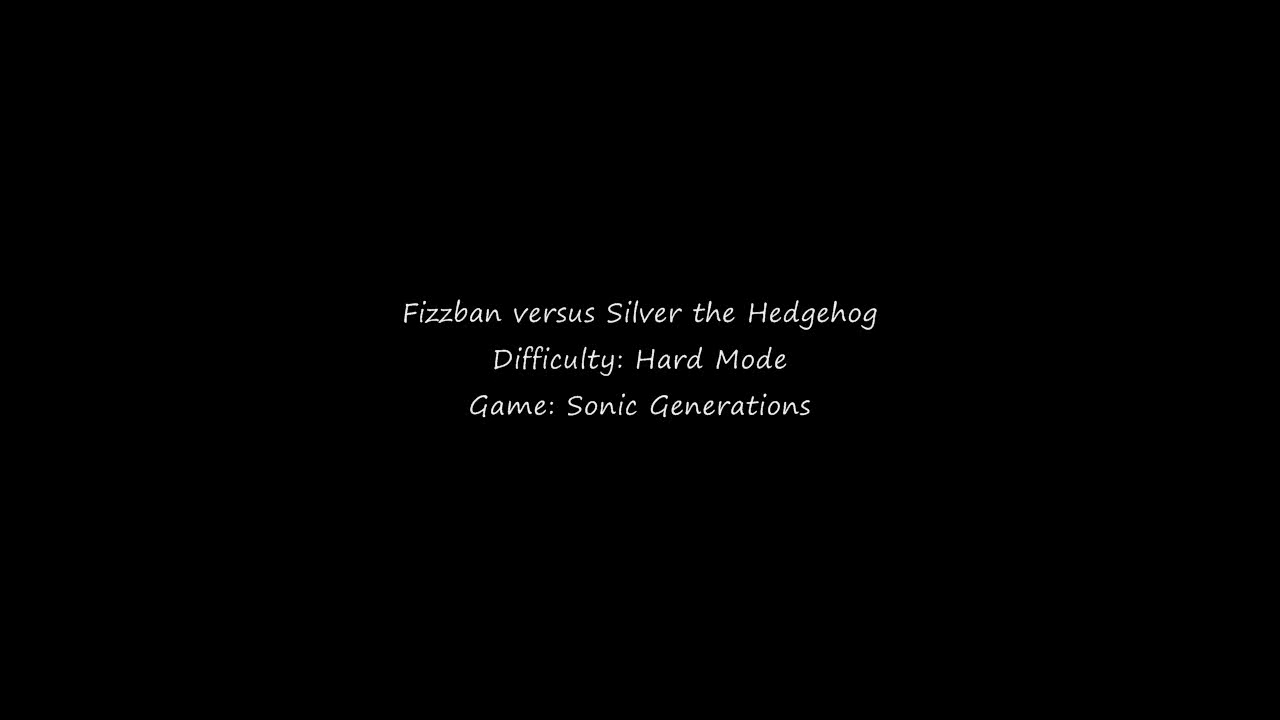 Fizzban versus Silver the Hedgehog
Difficulty: Hard Mode
Game: Sonic Generations